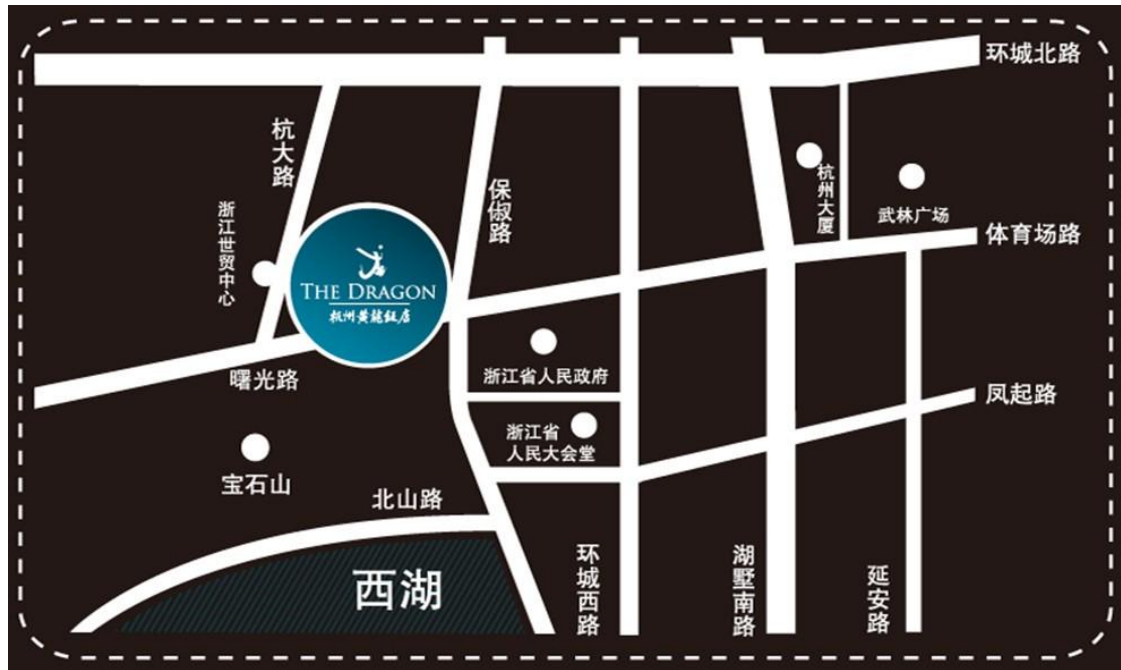 环城北路
杭大路
保俶路
杭州大厦
武林广场
浙江世贸中心
体育场路
THE DRAGON
杭州黄龍飯店
浙江省人民政府
曙光路
凤起路
浙江省
人民大会堂
宝石山
北山路
西湖
环城西路
湖墅南路
延安路